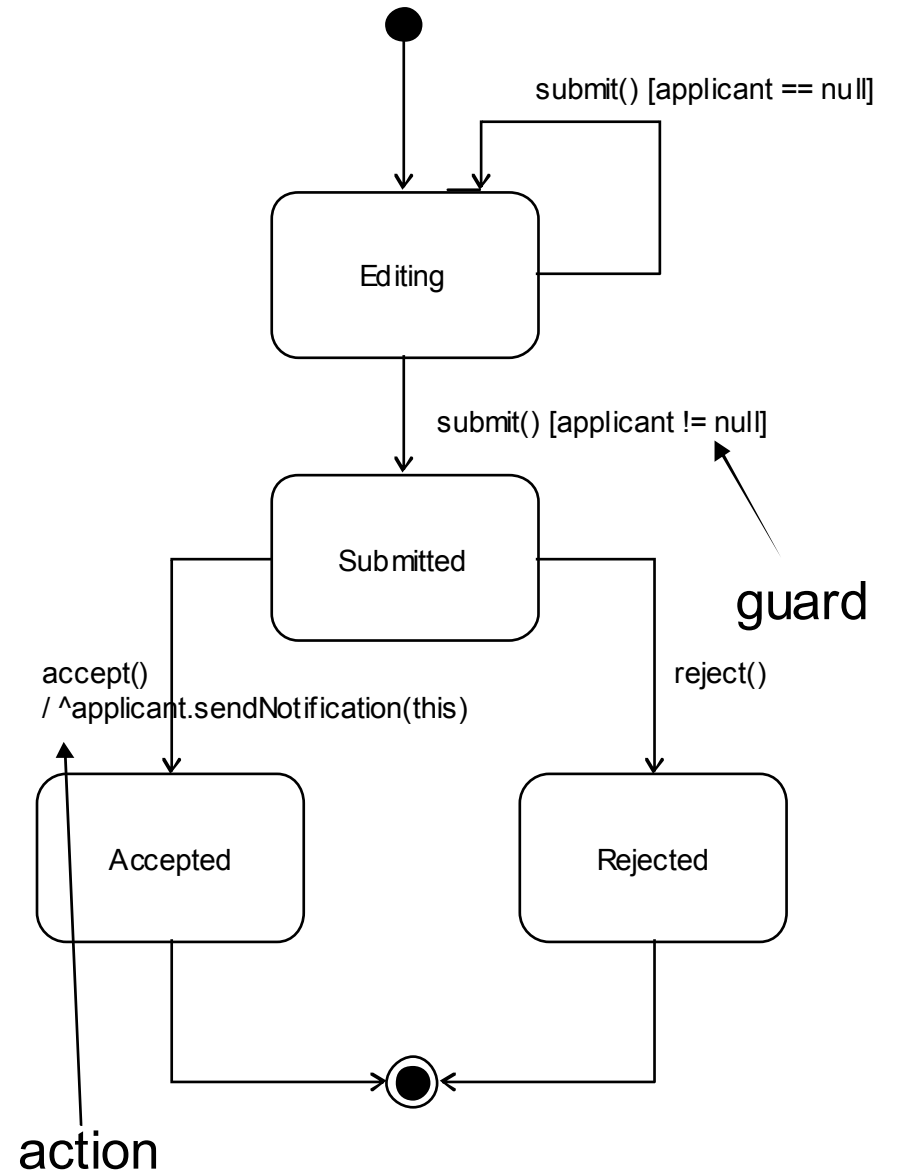 submit() [applicant == null]
Editing
submit() [applicant != null]
Submitted
guard
accept()
/ ^applicant.sendNotification(this)
reject()
Accepted
Rejected
action